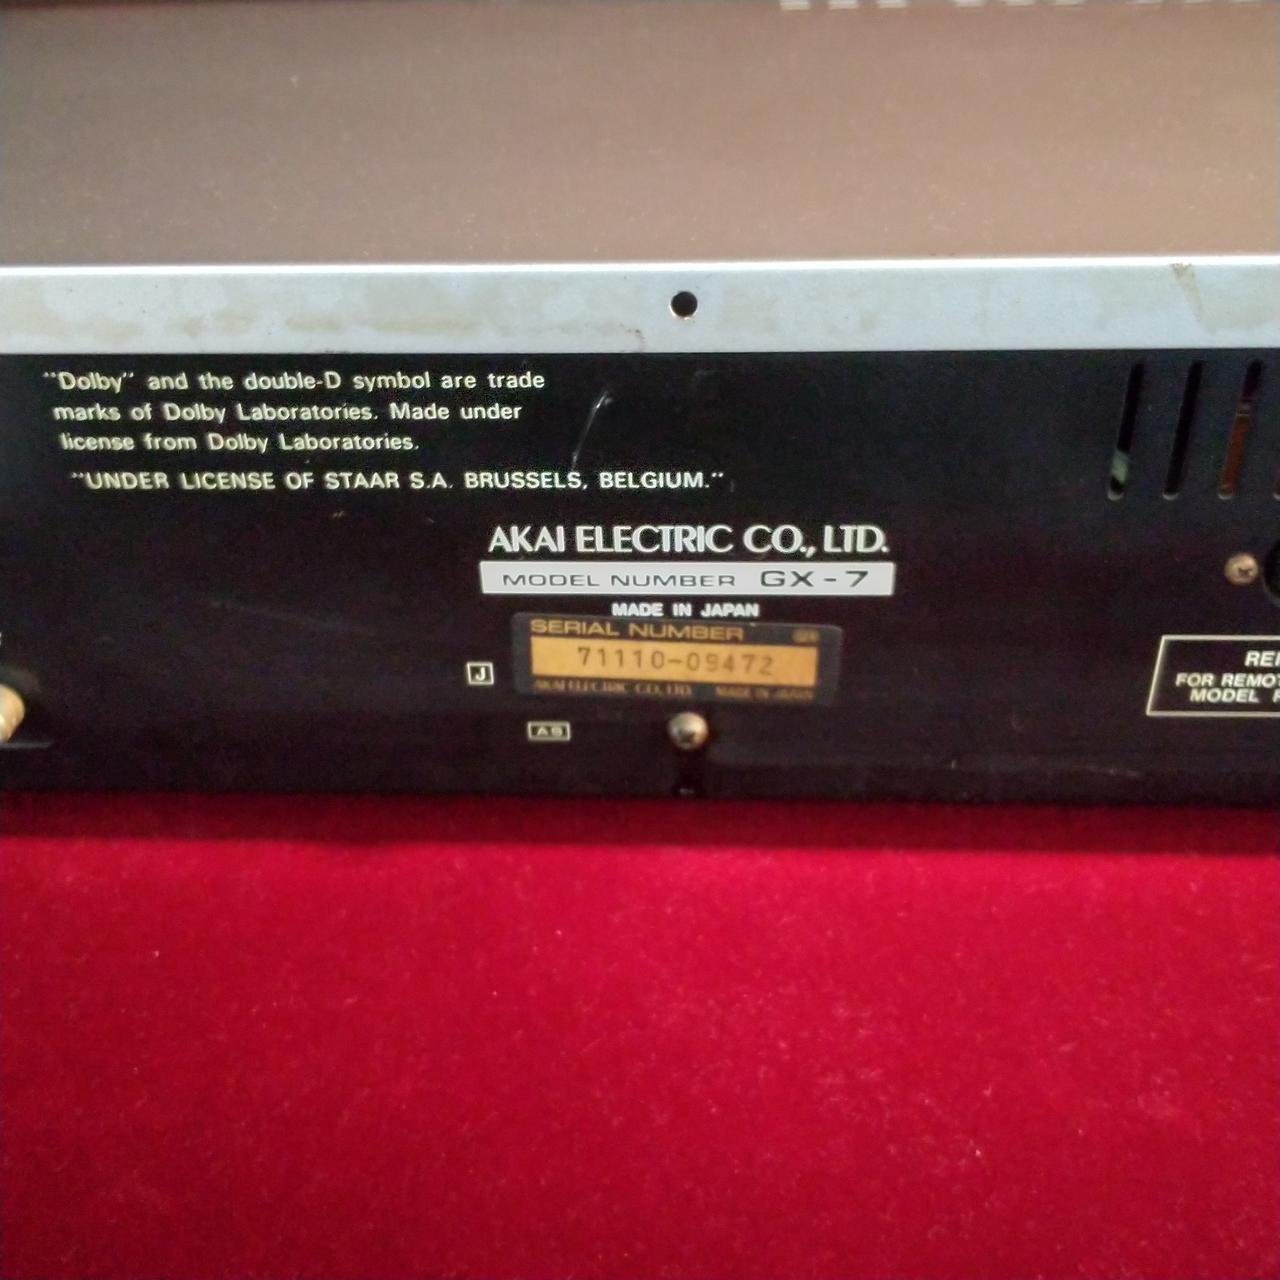 "Dolby" and the double-D symbol are trade
marks of Dolby Laboratories. Made under
license from Dolby Laboratories.
"UNDER LICENSE OF STAAR S.A. BRUSSELS, BELGIUM."
AKAI ELECTRIC CO., LTD.
MODEL NUMBER GX-7
MADE IN JAPAN
SERIAL NUMBER
71110-09472
AKAI ELECTRIC CO., LTD. MADE IN JAPAN
J
AS
FOR REMOT
MODEL